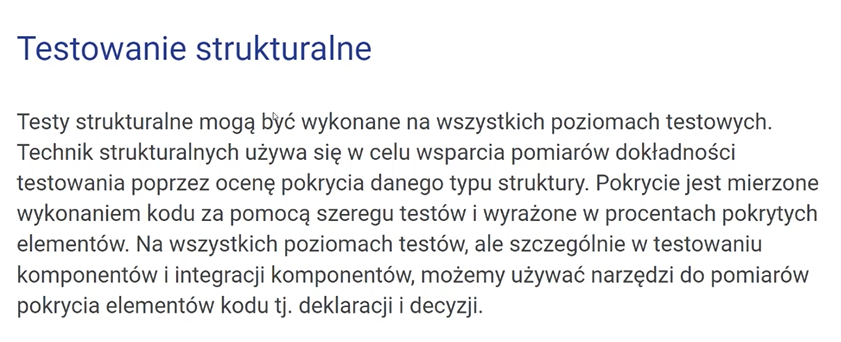 Testowanie strukturalne
Testy strukturalne mogą być wykonane na wszystkich poziomach testowych.
Technik strukturalnych używa się w celu wsparcia pomiarów dokładności
testowania poprzez ocenę pokrycia danego typu struktury. Pokrycie jest mierzone
wykonaniem kodu za pomocą szeregu testów i wyrażone w procentach pokrytych
elementów. Na wszystkich poziomach testów, ale szczególnie w testowaniu
komponentów i integracji komponentów, możemy używać narzędzi do pomiarów
pokrycia elementów kodu tj. deklaracji i decyzji.